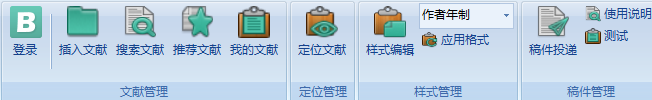 B
登录
插入文献
搜索文献
推荐文献
我的文献
文献管理
定位文献
定位管理
样式编辑
作者年制
应用格式
样式管理
稿件投递
使用说明
测试
稿件管理